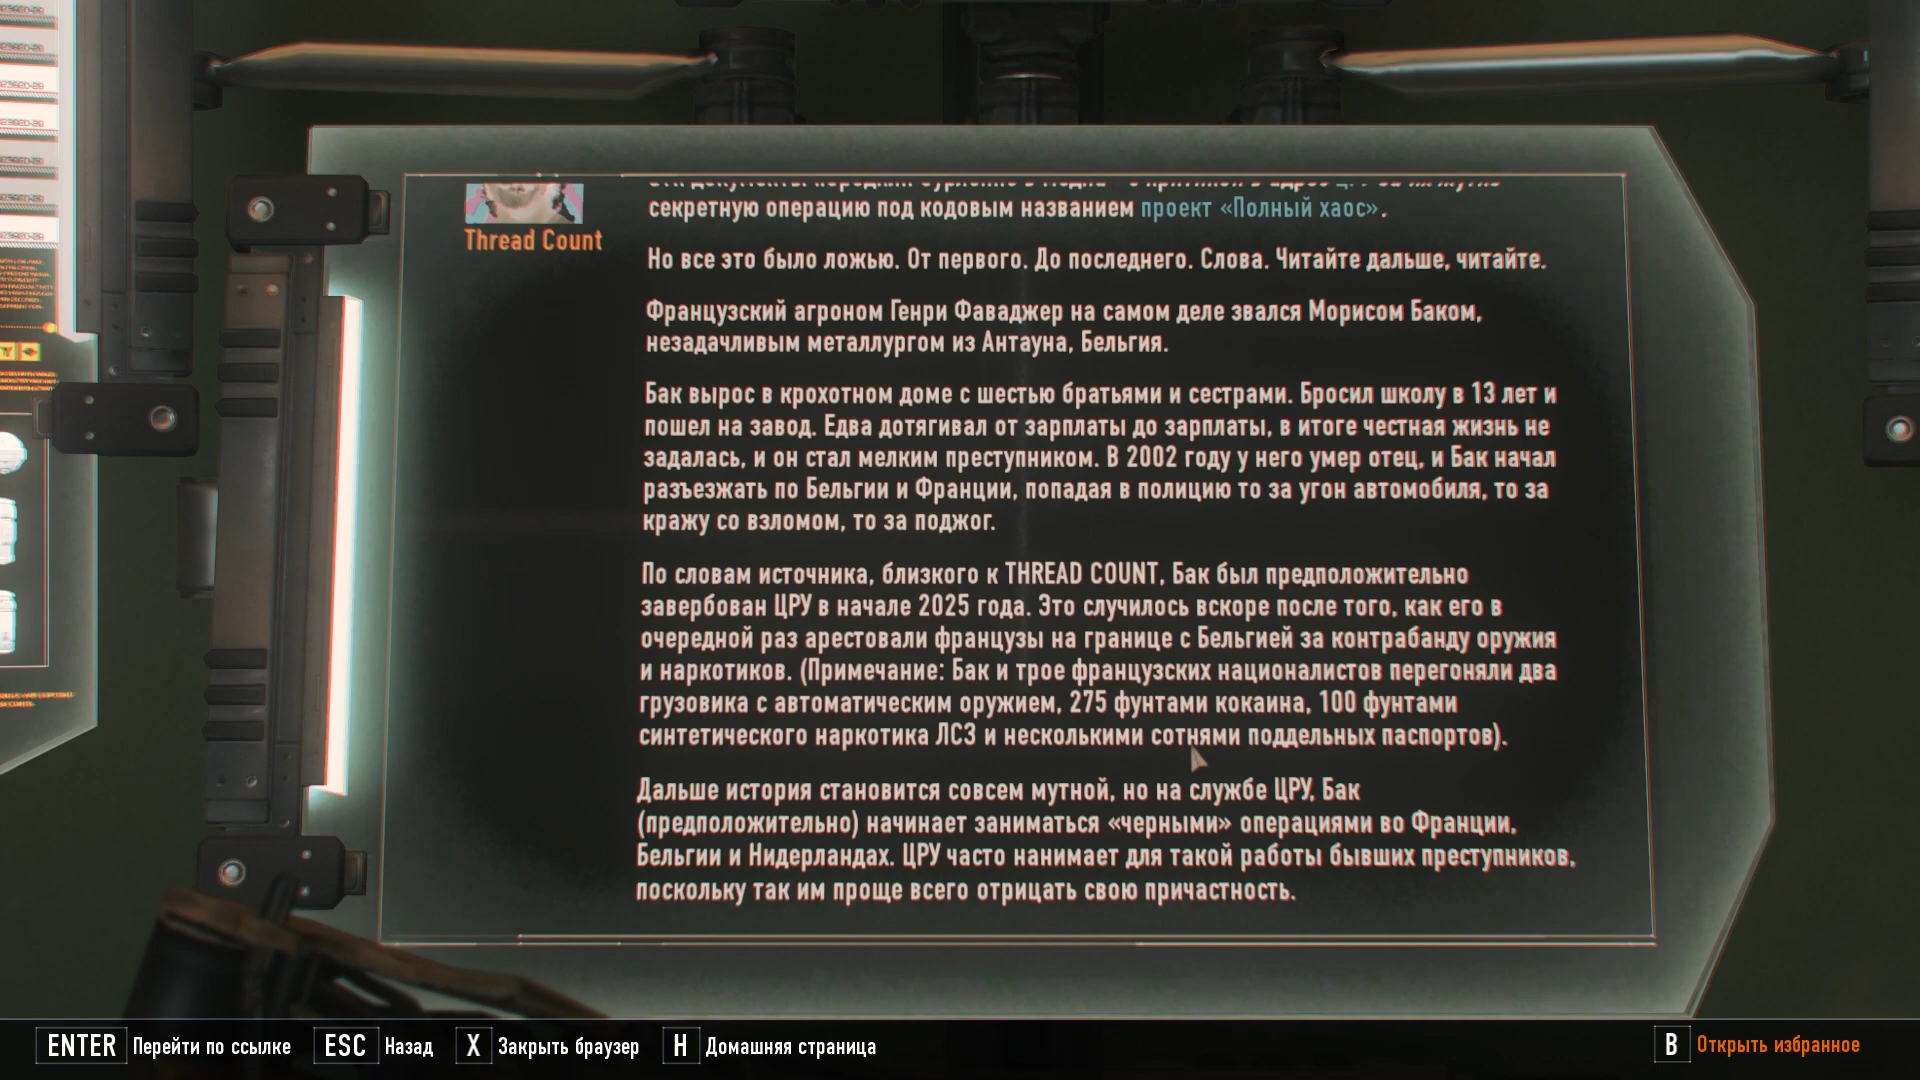 Thread Count
секретную операцию под кодовым названием проект «Полный хаос».
Но все это было ложью. От первого. До последнего. Слова. Читайте дальше, читайте.
Французский агроном Генри Фаваджер на самом деле звался Морисом Баком,
незадачливым металлургом из Антауна, Бельгия.
Бак вырос в крохотном доме с шестью братьями и сестрами. Бросил школу в 13 лет и
пошел на завод. Едва дотягивал от зарплаты до зарплаты, в итоге честная жизнь не
задалась, и он стал мелким преступником. В 2002 году у него умер отец, и Бак начал
разъезжать по Бельгии и Франции, попадая в полицию то за угон автомобиля, то за
кражу со взломом, то за поджог.
По словам источника, близкого к THREAD COUNT, Бак был предположительно
завербован ЦРУ в начале 2025 года. Это случилось вскоре после того, как его в
очередной раз арестовали французы на границе с Бельгией за контрабанду оружия
и наркотиков. (Примечание: Бак и трое французских националистов перегоняли два
грузовика с автоматическим оружием, 275 фунтами кокаина, 100 фунтами
синтетического наркотика ЛСЗ и несколькими сотнями поддельных паспортов).
Дальше история становится совсем мутной, но на службе ЦРУ, Бак
(предположительно) начинает заниматься «черными» операциями во Франции,
Бельгии и Нидерландах. ЦРУ часто нанимает для такой работы бывших преступников,
поскольку так им проще всего отрицать свою причастность.
ENTER Перейти по ссылке ESC Назад X Закрыть браузер H Домашняя страница B Открыть избранное